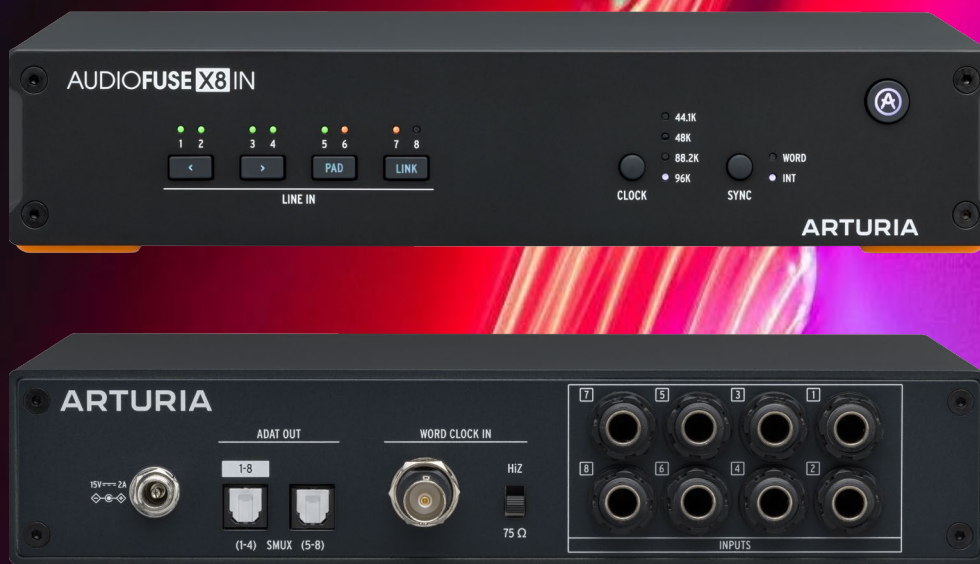 AUDIOFUSE X8 IN
1 2 3 4 5 6 7 8
< > PAD LINK
LINE IN
44.1K
48K
88.2K
96K
CLOCK
SYNC
WORD
INT
ARTURIA
ARTURIA
15V 2A
ADAT OUT
1-8
(1-4) SMUX (5-8)
WORD CLOCK IN
HiZ
75 Ω
7 5 3 1
8 6 4 2
INPUTS